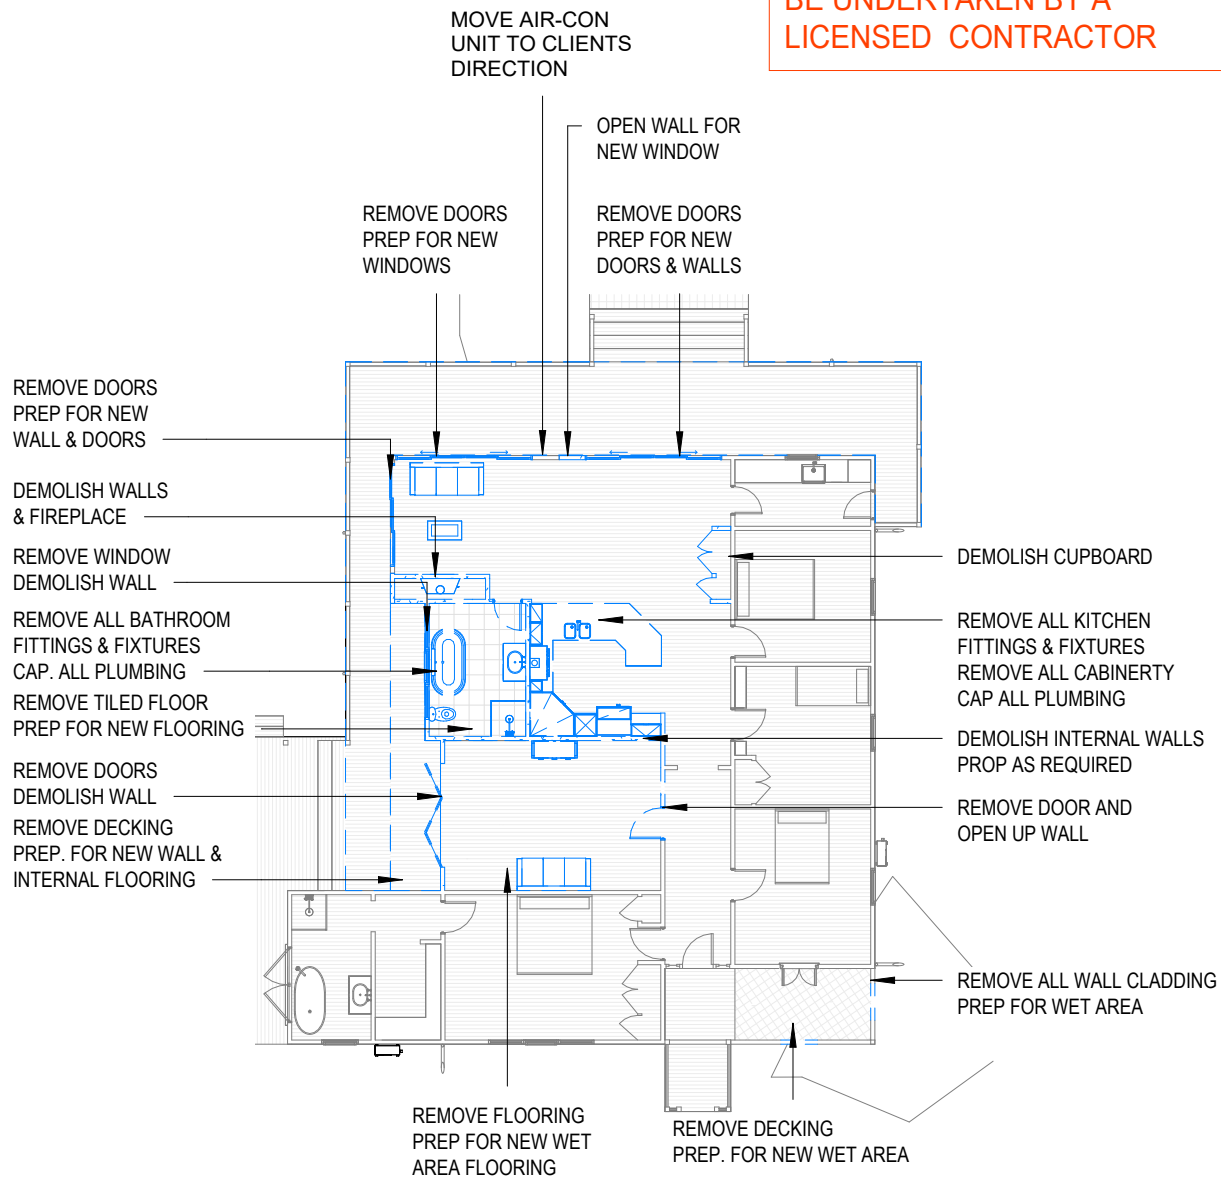 BE UNDERTAKEN BY A
LICENSED CONTRACTOR
MOVE AIR-CON
UNIT TO CLIENTS
DIRECTION
OPEN WALL FOR
NEW WINDOW
REMOVE DOORS
PREP FOR NEW
WINDOWS
REMOVE DOORS
PREP FOR NEW
DOORS & WALLS
REMOVE DOORS
PREP FOR NEW
WALL & DOORS
DEMOLISH WALLS
& FIREPLACE
REMOVE WINDOW
DEMOLISH WALL
REMOVE ALL BATHROOM
FITTINGS & FIXTURES
CAP. ALL PLUMBING
REMOVE TILED FLOOR
PREP FOR NEW FLOORING
REMOVE DOORS
DEMOLISH WALL
REMOVE DECKING
PREP. FOR NEW WALL &
INTERNAL FLOORING
DEMOLISH CUPBOARD
REMOVE ALL KITCHEN
FITTINGS & FIXTURES
REMOVE ALL CABINERTY
CAP ALL PLUMBING
DEMOLISH INTERNAL WALLS
PROP AS REQUIRED
REMOVE DOOR AND
OPEN UP WALL
REMOVE ALL WALL CLADDING
PREP FOR WET AREA
REMOVE FLOORING
PREP FOR NEW WET
AREA FLOORING
REMOVE DECKING
PREP. FOR NEW WET AREA